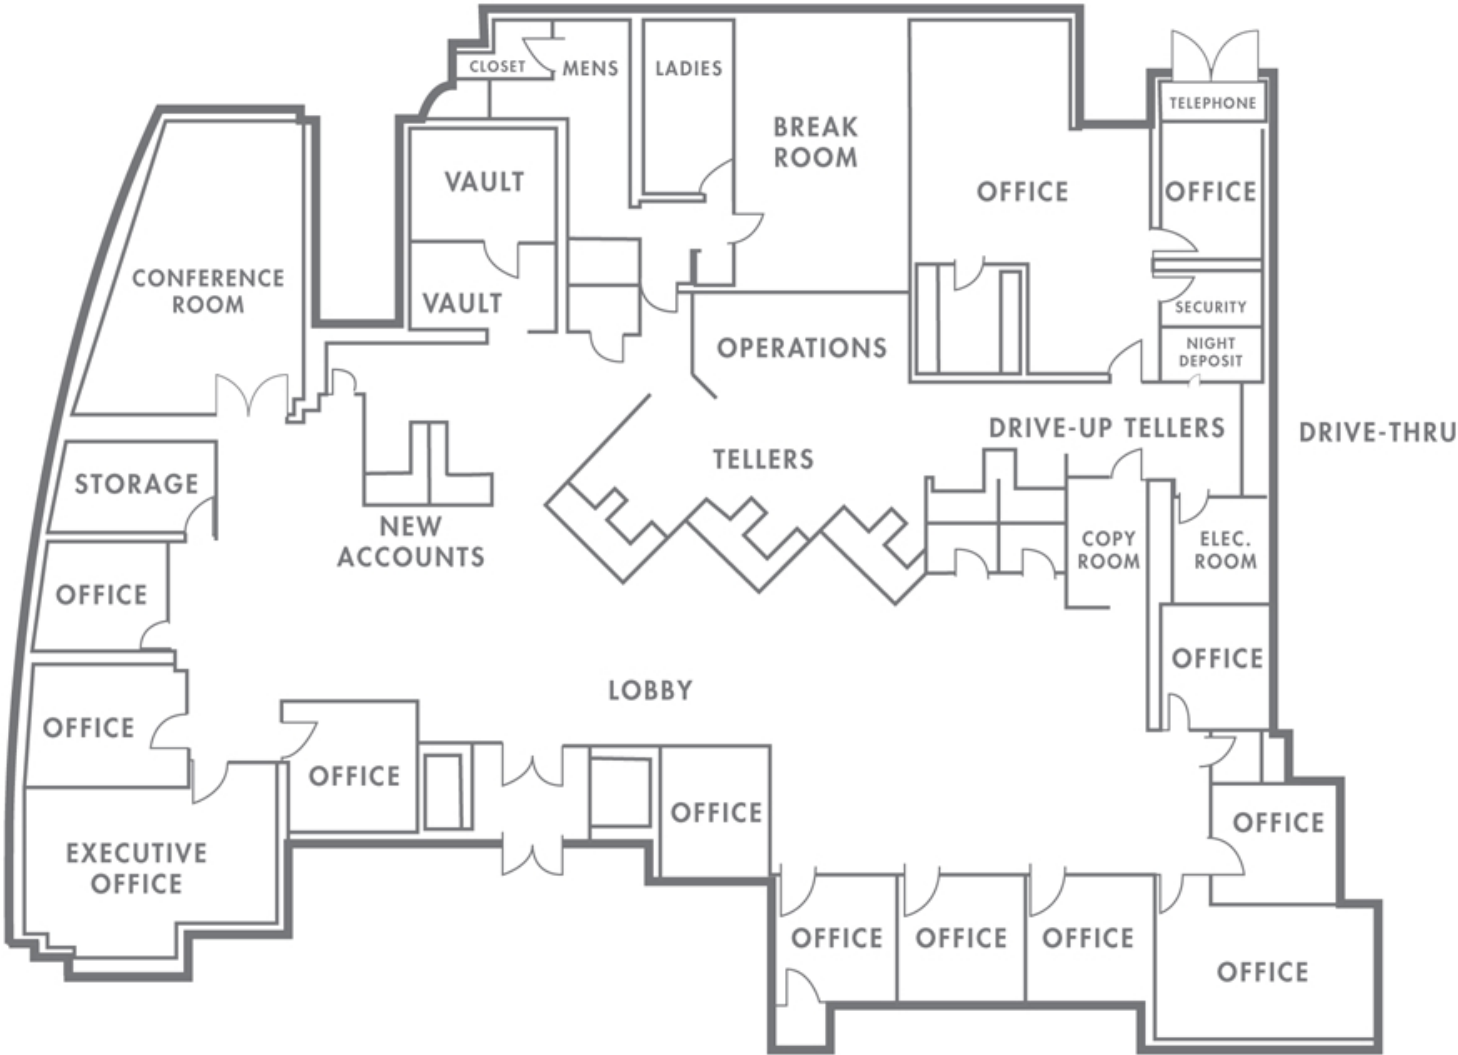 CLOSET
MENS
LADIES
BREAK
ROOM
TELEPHONE
VAULT
OFFICE
OFFICE
CONFERENCE
ROOM
VAULT
SECURITY
OPERATIONS
NIGHT
DEPOSIT
DRIVE-UP TELLERS
DRIVE-THRU
TELLERS
STORAGE
NEW
ACCOUNTS
COPY
ROOM
ELEC.
ROOM
OFFICE
OFFICE
LOBBY
OFFICE
OFFICE
OFFICE
OFFICE
EXECUTIVE
OFFICE
OFFICE
OFFICE
OFFICE
OFFICE
OFFICE